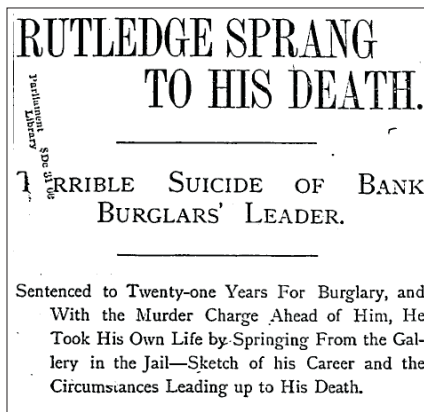 RUTLEDGE SPRANG
TO HIS DEATH.
Parliament
Library
TERRIBLE SUICIDE OF BANK
BURGLARS' LEADER.
Sentenced to Twenty-one Years For Burglary, and
With the Murder Charge Ahead of Him, He
Took His Own Life by Springing From the Gal-
lery in the Jail—Sketch of his Career and the
Circumstances Leading up to His Death.